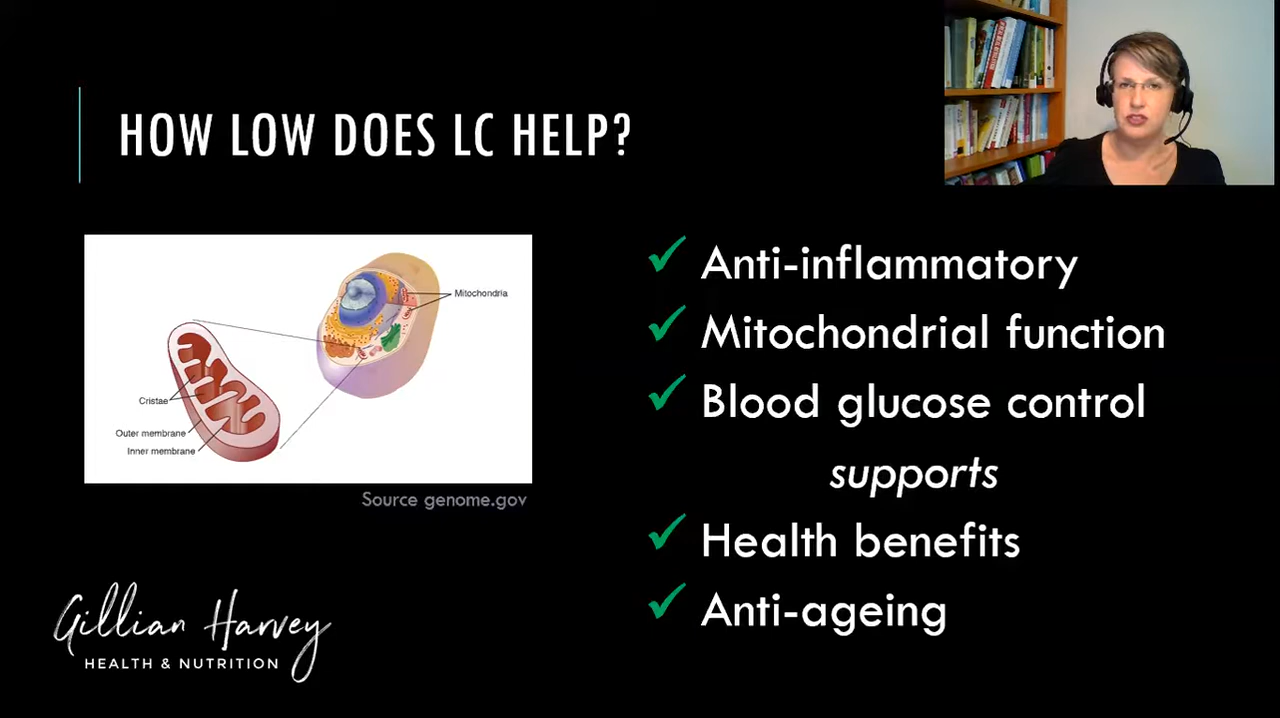 HOW LOW DOES LC HELP?
Mitochondria
Cristae
Outer membrane
Inner membrane
Source genome.gov
Anti-inflammatory
Mitochondrial function
Blood glucose control
supports
Health benefits
Anti-ageing
Gillian Harvey
HEALTH & NUTRITION